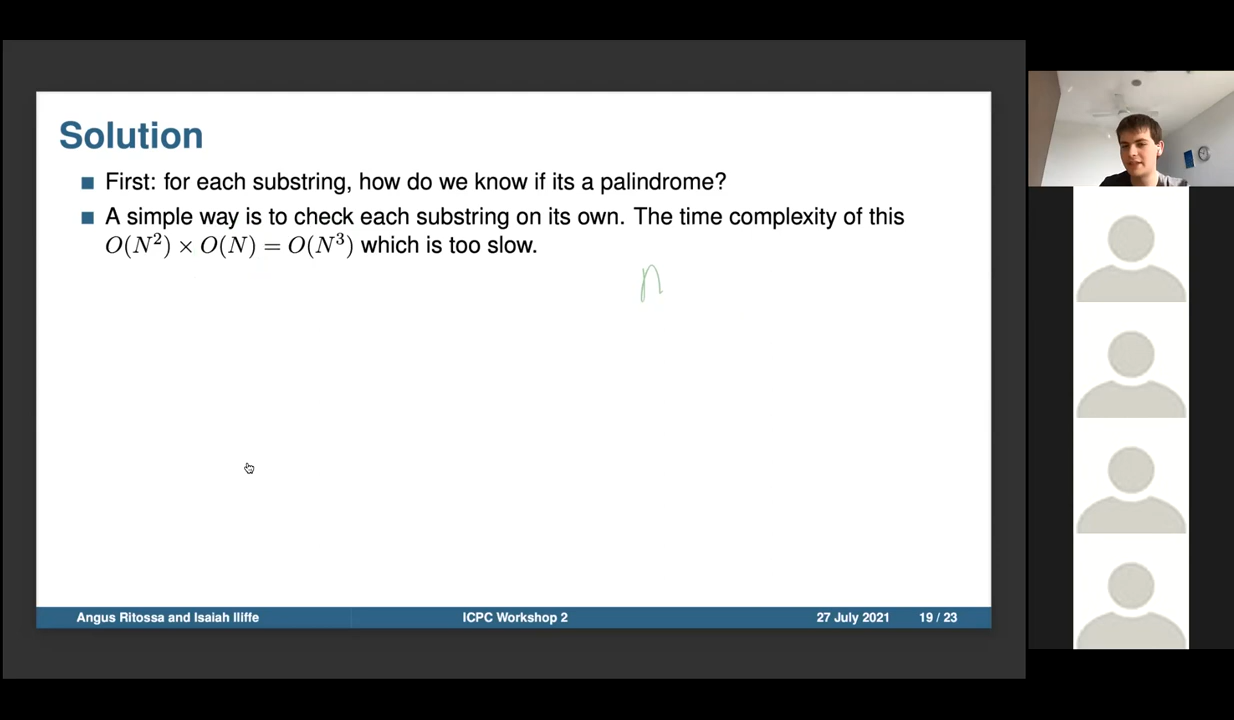 Solution
First: for each substring, how do we know if its a palindrome?
A simple way is to check each substring on its own. The time complexity of this
O(N²) × O(N) = O(N³) which is too slow.
n
Angus Ritossa and Isaiah Iliffe ICPC Workshop 2 27 July 2021 19 / 23